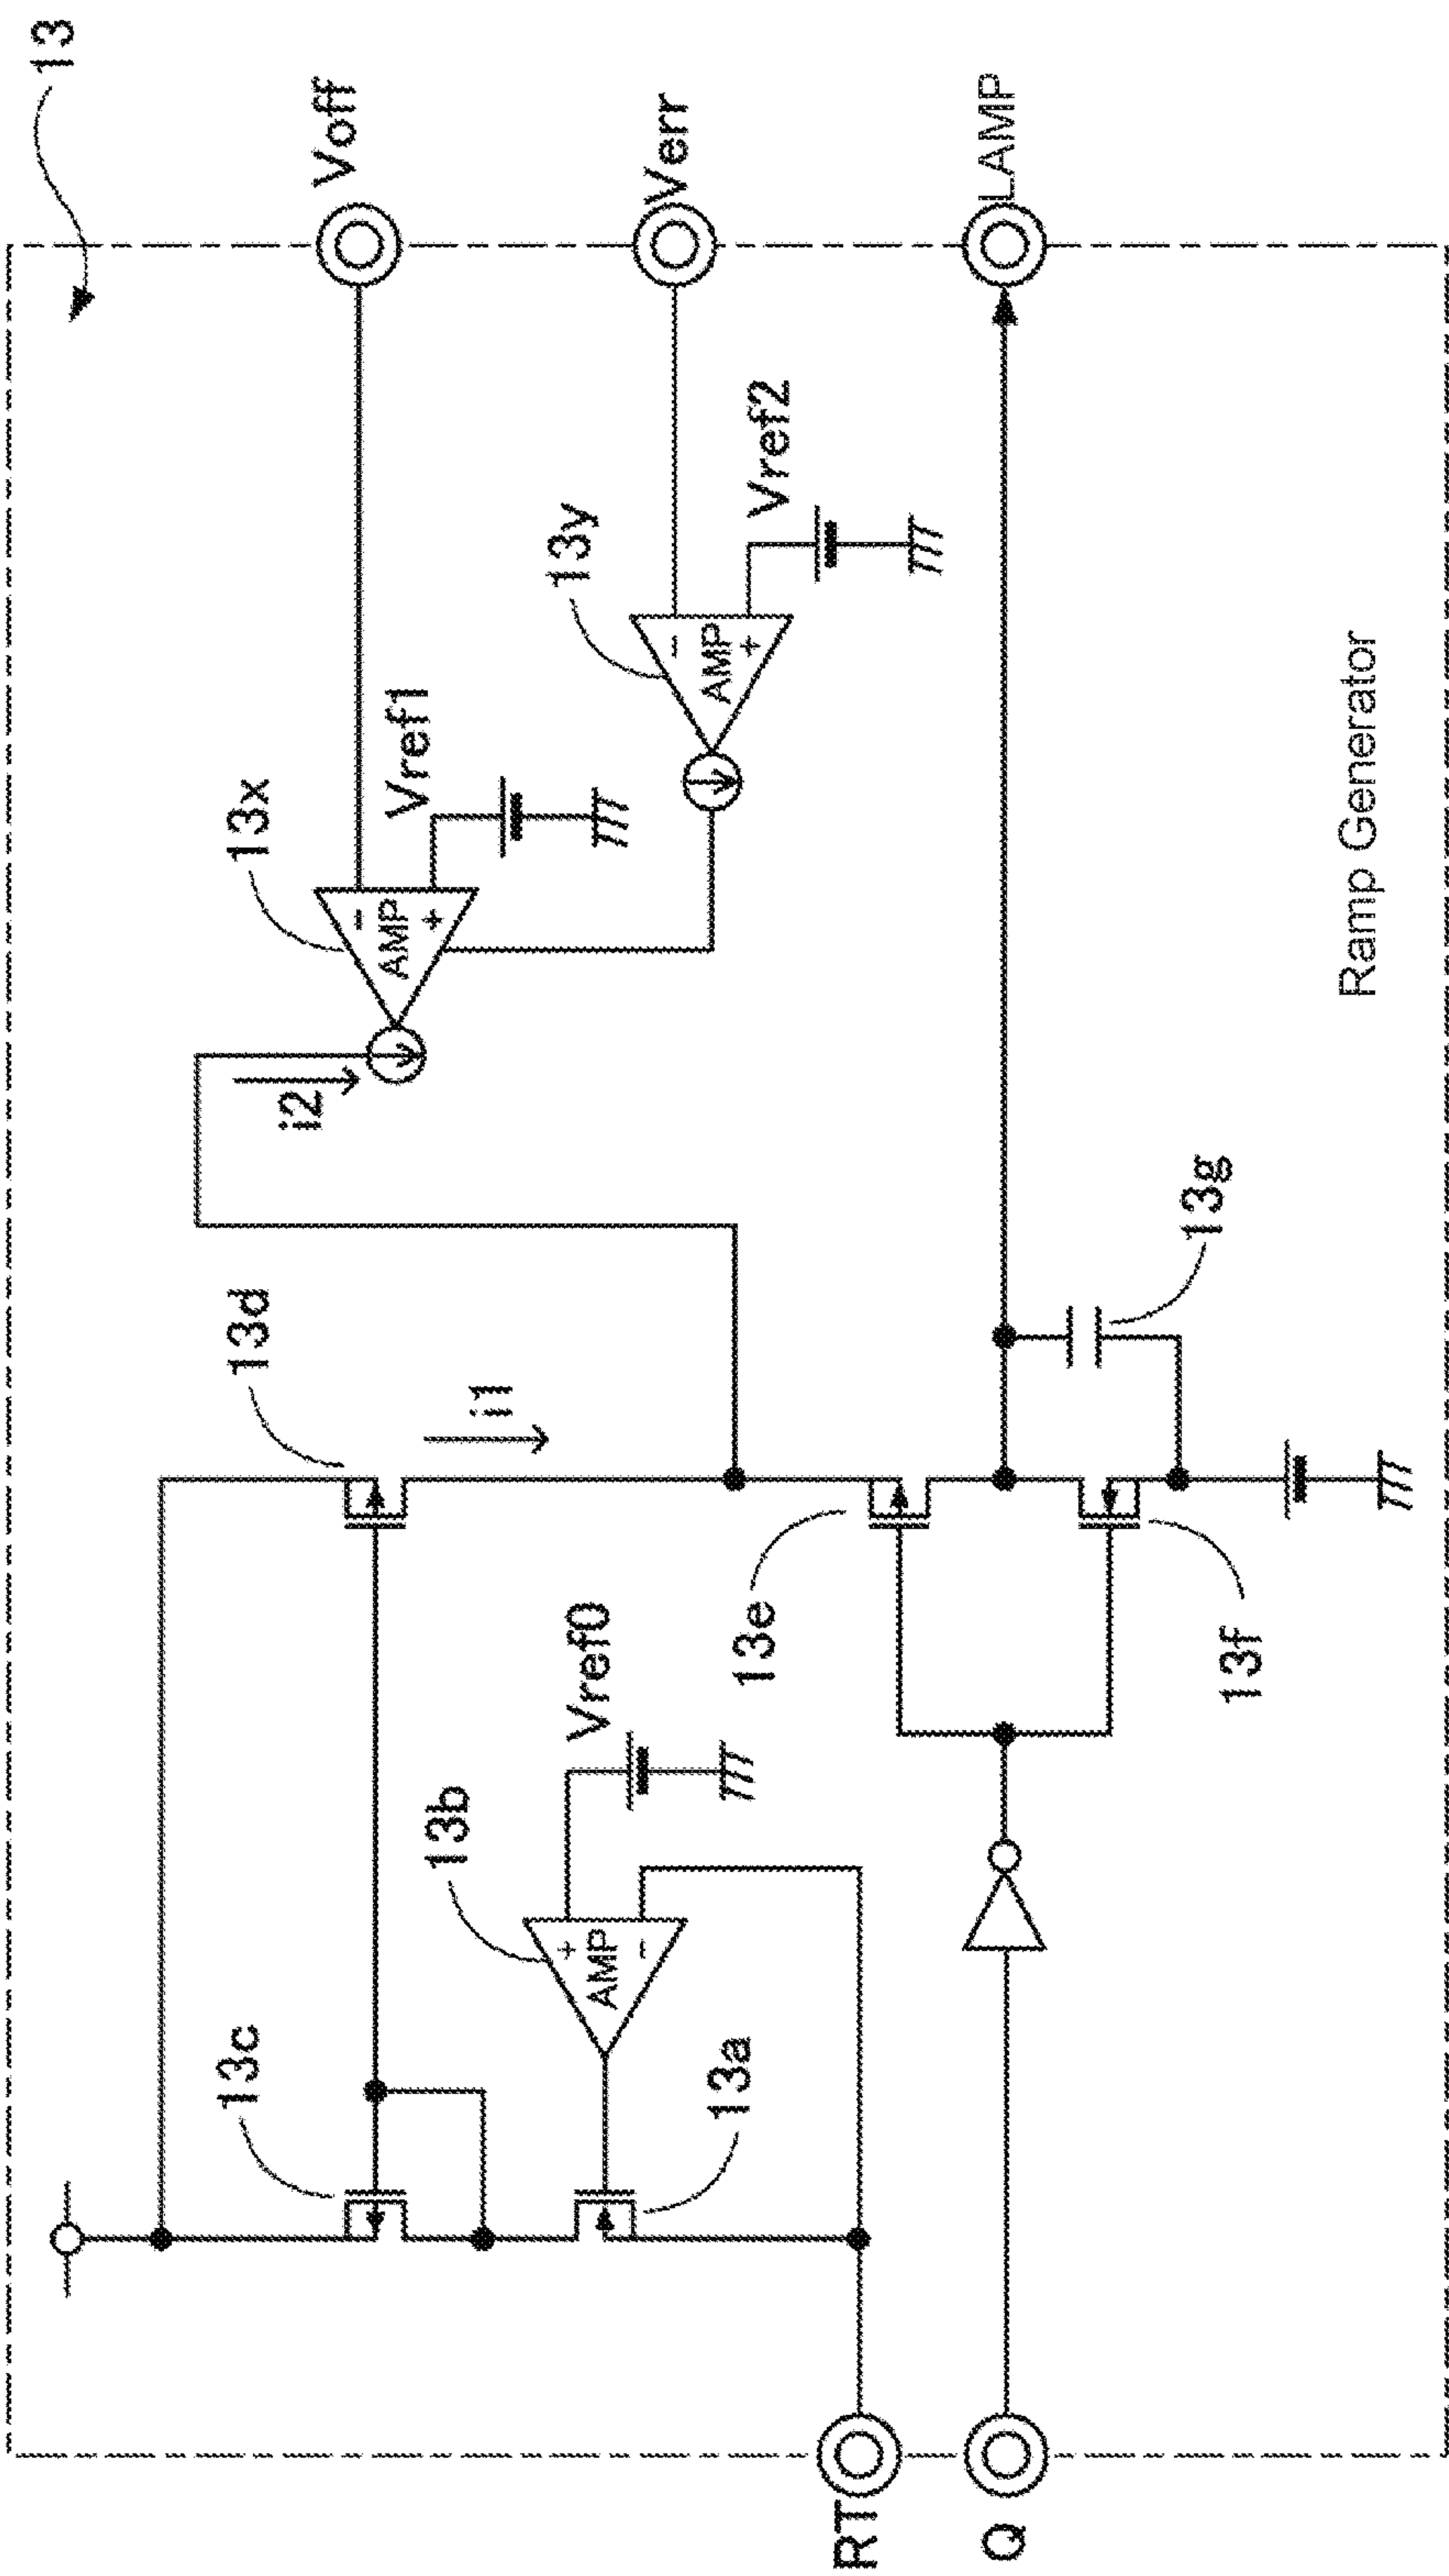 13
Voff
Verr
LAMP
13c
13d
13x
i2
i1
Vref1
AMP
- +
13b
Vref0
AMP
+ -
13a
13y
Vref2
AMP
- +
13e
13f
13g
RT
Q
Ramp Generator